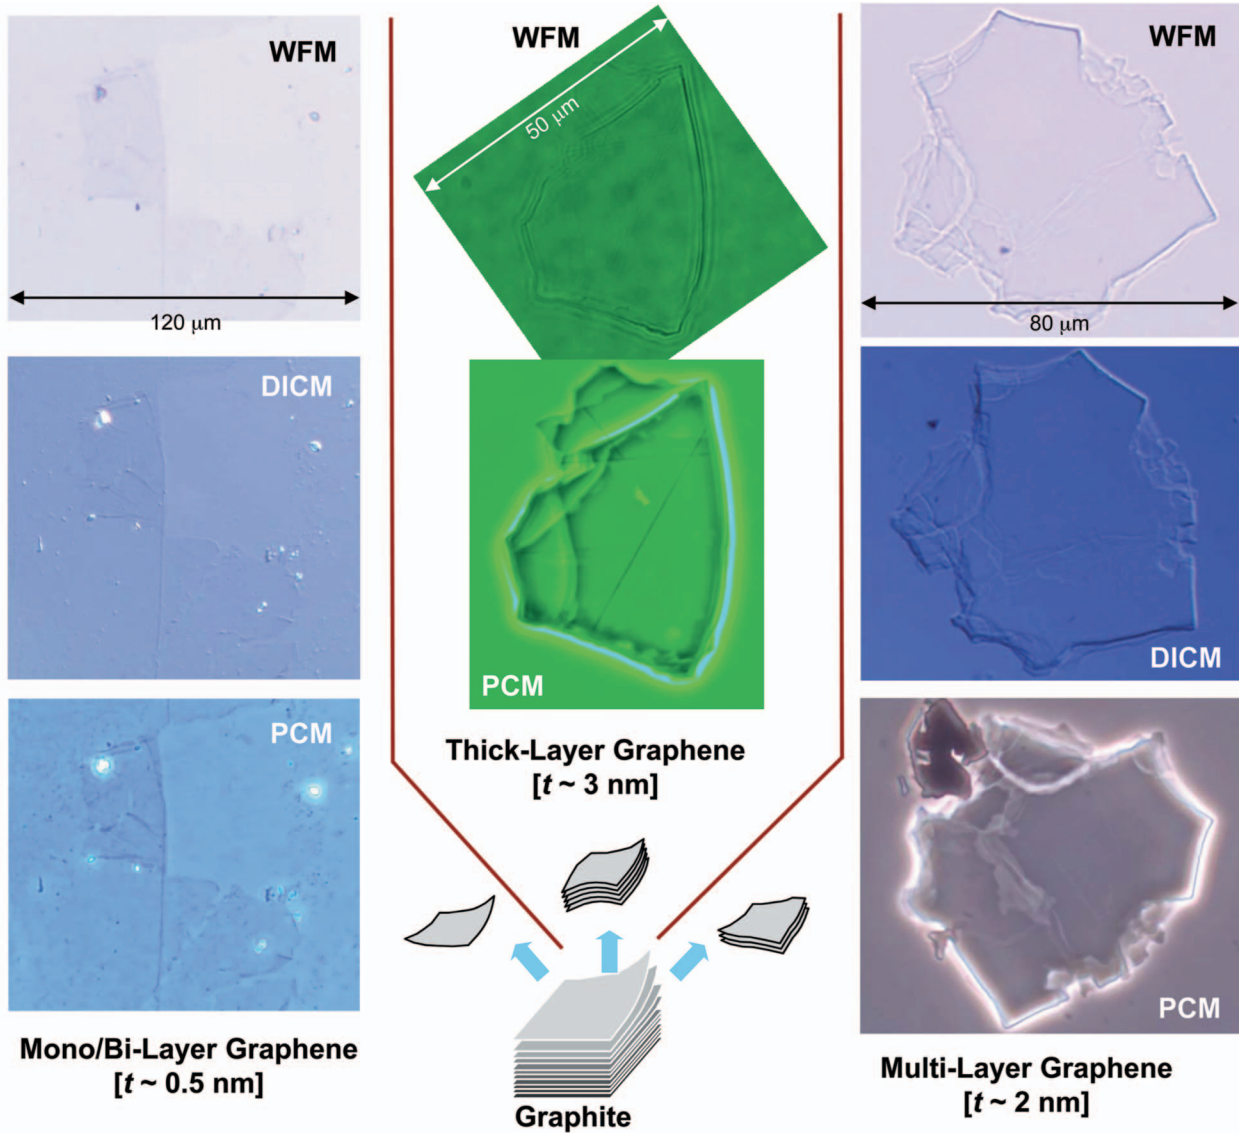 WFM
120 μm
DICM
PCM
Mono/Bi-Layer Graphene
[t ~ 0.5 nm]
WFM
50 μm
PCM
Thick-Layer Graphene
[t ~ 3 nm]
Graphite
WFM
80 μm
DICM
PCM
Multi-Layer Graphene
[t ~ 2 nm]